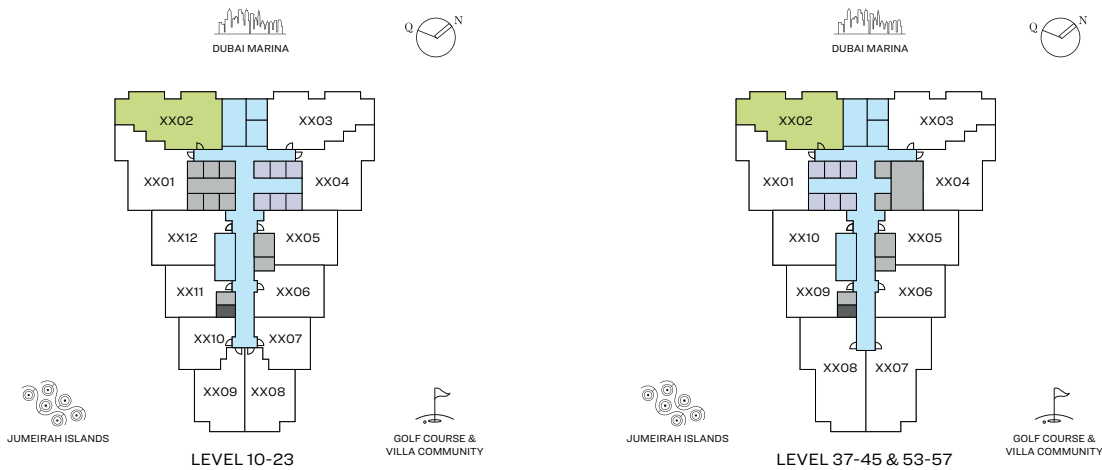 DUBAI MARINA
Q N
XX02
XX03
XX01
XX04
XX12
XX05
XX11
XX06
XX10
XX07
XX09
XX08
JUMEIRAH ISLANDS
GOLF COURSE &
VILLA COMMUNITY
LEVEL 10-23
DUBAI MARINA
Q N
XX02
XX03
XX01
XX04
XX10
XX05
XX09
XX06
XX08
XX07
JUMEIRAH ISLANDS
GOLF COURSE &
VILLA COMMUNITY
LEVEL 37-45 & 53-57